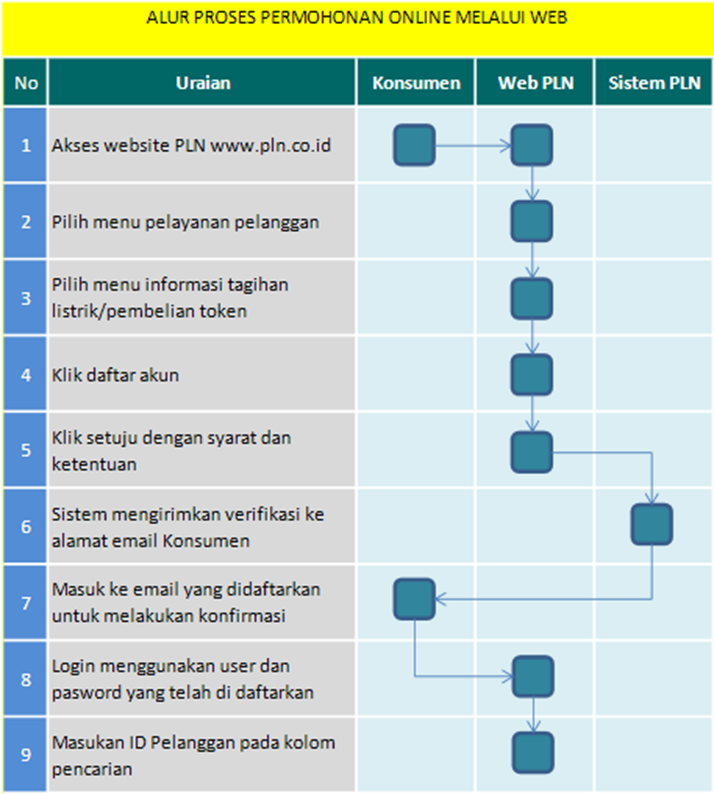 ALUR PROSES PERMOHONAN ONLINE MELALUI WEB
No Uraian Konsumen Web PLN Sistem PLN
1 Akses website PLN www.pln.co.id
2 Pilih menu pelayanan pelanggan
3 Pilih menu informasi tagihan
listrik/pembelian token
4 Klik daftar akun
5 Klik setuju dengan syarat dan
ketentuan
6 Sistem mengirimkan verifikasi ke
alamat email Konsumen
7 Masuk ke email yang didaftarkan
untuk melakukan konfirmasi
8 Login menggunakan user dan
pasword yang telah di daftarkan
9 Masukan ID Pelanggan pada kolom
pencarian